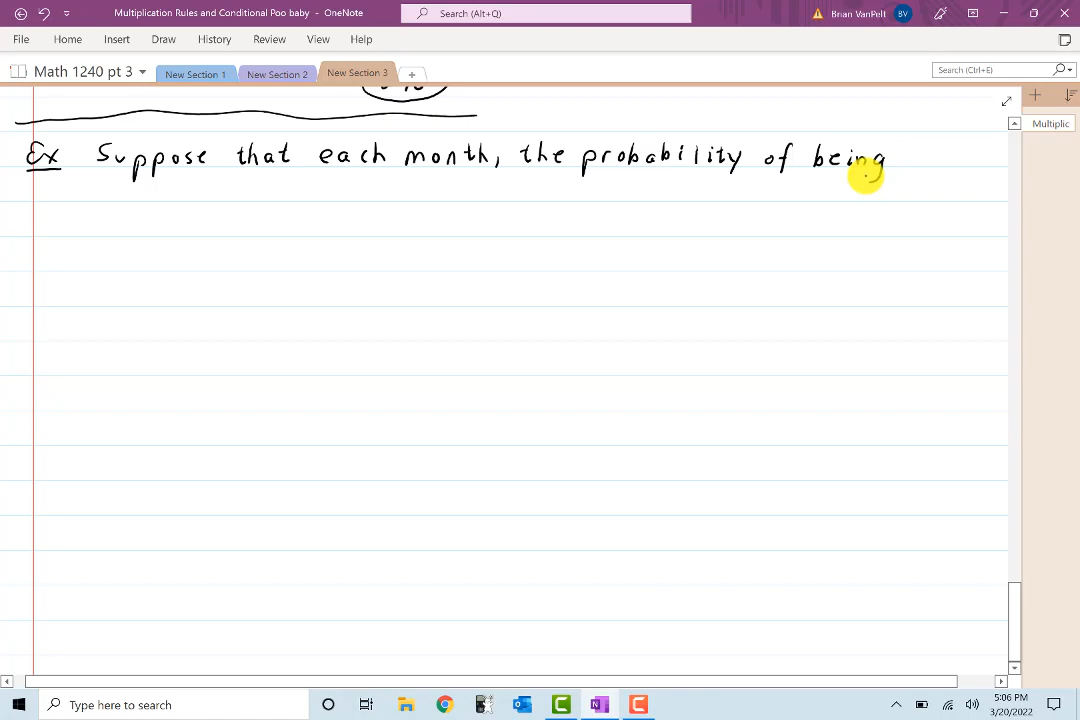 Multiplication Rules and Conditional Poo baby - OneNote
Search (Alt+Q)
Brian VanPelt
BV
File Home Insert Draw History Review View Help
Math 1240 pt 3
New Section 1
New Section 2
New Section 3
Search (Ctrl+E)
Multiplic
Ex Suppose that each month, the probability of being
Type here to search
5:06 PM
3/20/2022